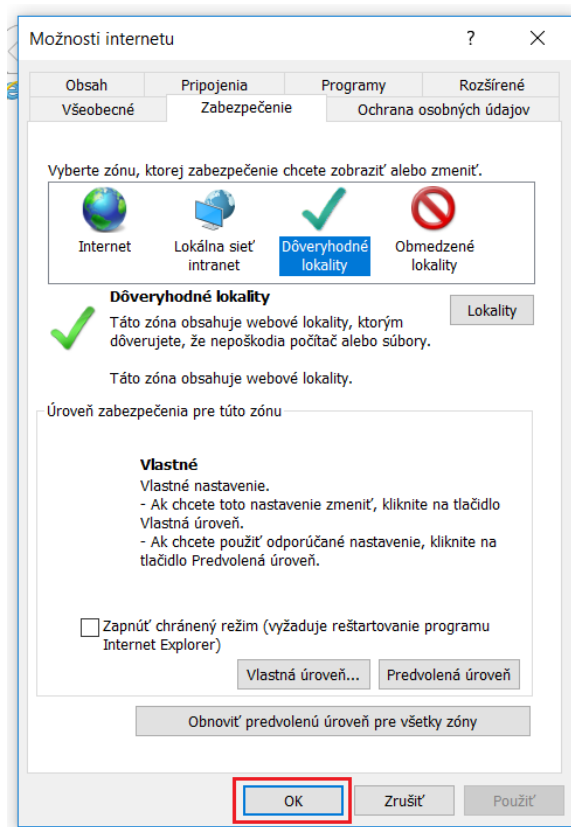 Možnosti internetu
?
Obsah
Pripojenia
Programy
Rozšírené
Všeobecné
Zabezpečenie
Ochrana osobných údajov
Vyberte zónu, ktorej zabezpečenie chcete zobraziť alebo zmeniť.
Internet
Lokálna sieť
intranet
Dôveryhodné
lokality
Obmedzené
lokality
Dôveryhodné lokality
Lokality
Táto zóna obsahuje webové lokality, ktorým
dôverujete, že nepoškodia počítač alebo súbory.
Táto zóna obsahuje webové lokality.
Úroveň zabezpečenia pre túto zónu
Vlastné
Vlastné nastavenie.
- Ak chcete toto nastavenie zmeniť, kliknite na tlačidlo
Vlastná úroveň.
- Ak chcete použiť odporúčané nastavenie, kliknite na
tlačidlo Predvolená úroveň.
Zapnúť chránený režim (vyžaduje reštartovanie programu
Internet Explorer)
Vlastná úroveň...
Predvolená úroveň
Obnoviť predvolenú úroveň pre všetky zóny
OK
Zrušiť
Použiť